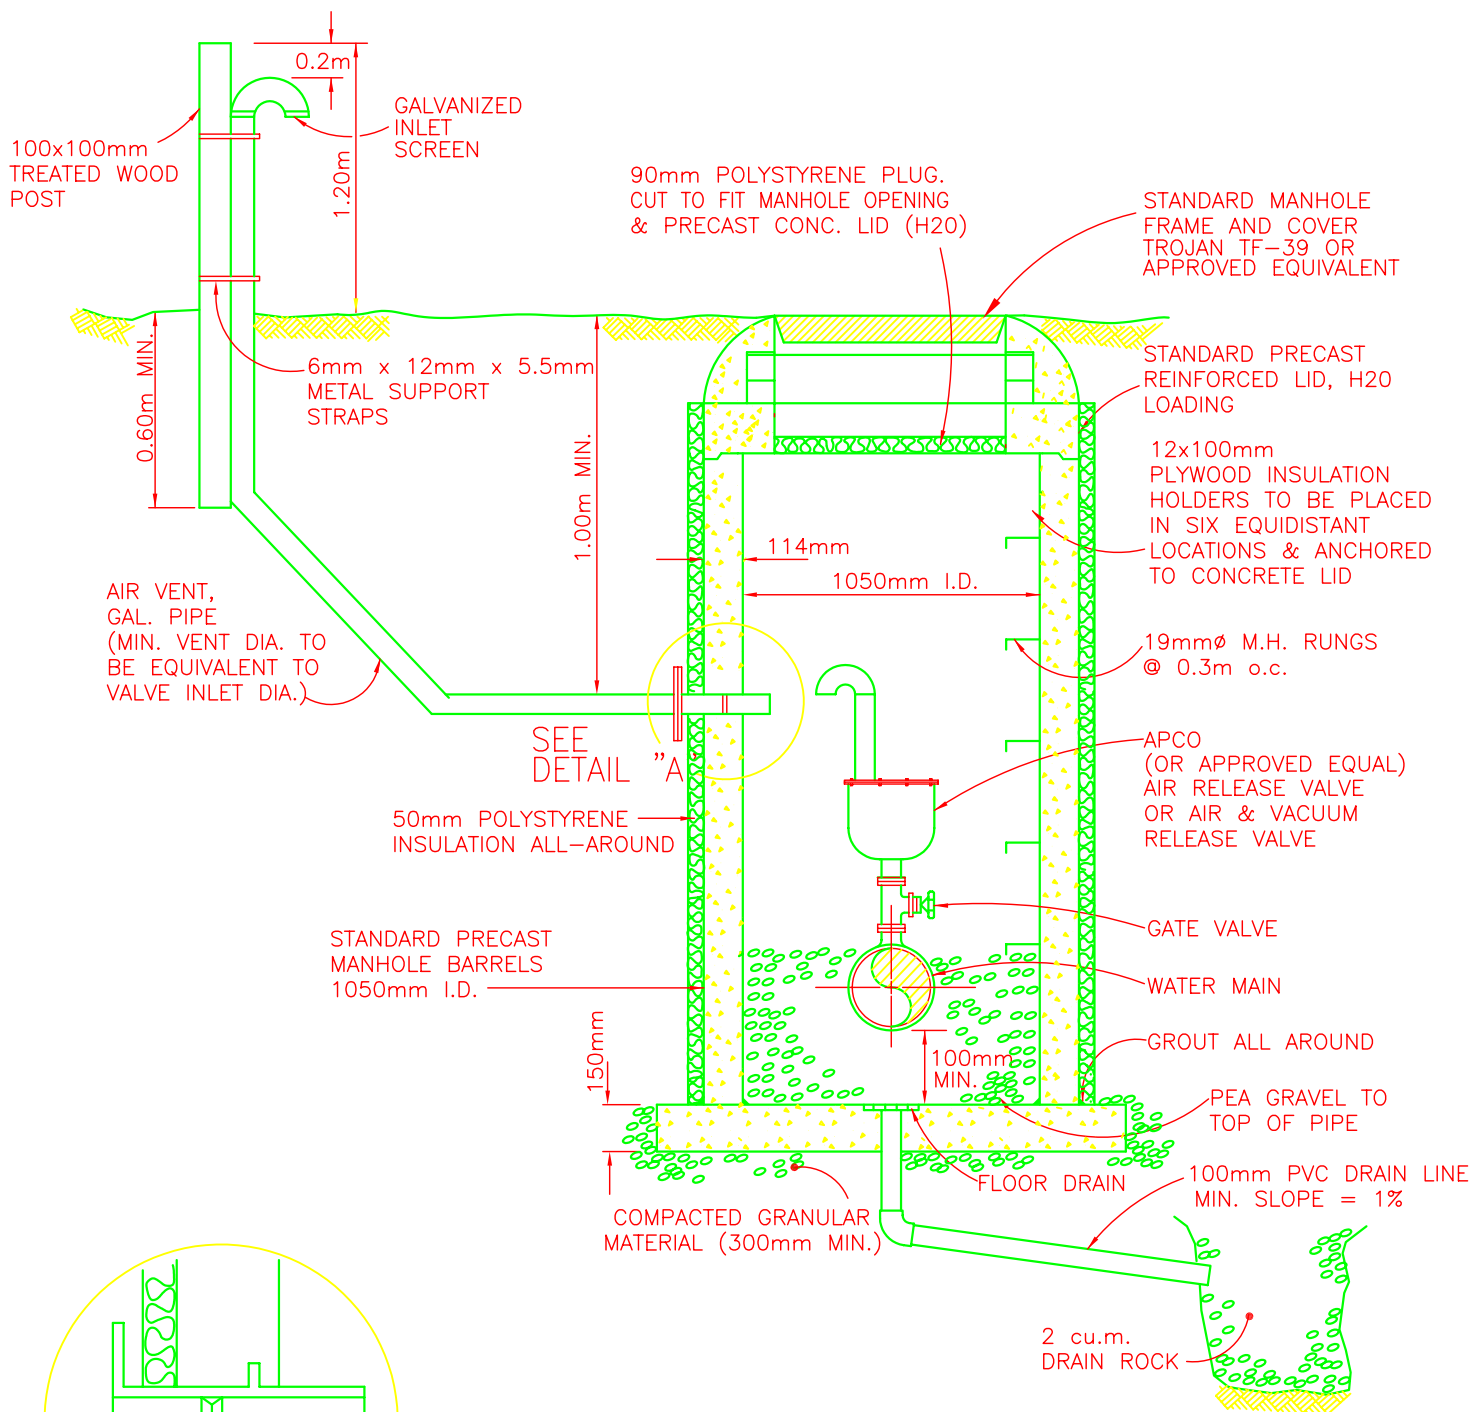 0.2m
GALVANIZED
INLET
SCREEN
100x100mm
TREATED WOOD
POST
1.20m
90mm POLYSTYRENE PLUG.
CUT TO FIT MANHOLE OPENING
& PRECAST CONC. LID (H20)
STANDARD MANHOLE
FRAME AND COVER
TROJAN TF-39 OR
APPROVED EQUIVALENT
0.60m MIN.
6mm x 12mm x 5.5mm
METAL SUPPORT
STRAPS
STANDARD PRECAST
REINFORCED LID, H20
LOADING
1.00m MIN.
12x100mm
PLYWOOD INSULATION
HOLDERS TO BE PLACED
IN SIX EQUIDISTANT
LOCATIONS & ANCHORED
TO CONCRETE LID
114mm
1050mm I.D.
AIR VENT,
GAL. PIPE
(MIN. VENT DIA. TO
BE EQUIVALENT TO
VALVE INLET DIA.)
19mmø M.H. RUNGS
@ 0.3m o.c.
SEE
DETAIL "A"
APCO
(OR APPROVED EQUAL)
AIR RELEASE VALVE
OR AIR & VACUUM
RELEASE VALVE
50mm POLYSTYRENE
INSULATION ALL-AROUND
GATE VALVE
STANDARD PRECAST
MANHOLE BARRELS
1050mm I.D.
WATER MAIN
150mm
100mm
MIN.
GROUT ALL AROUND
PEA GRAVEL TO
TOP OF PIPE
FLOOR DRAIN
100mm PVC DRAIN LINE
MIN. SLOPE = 1%
COMPACTED GRANULAR
MATERIAL (300mm MIN.)
2 cu.m.
DRAIN ROCK